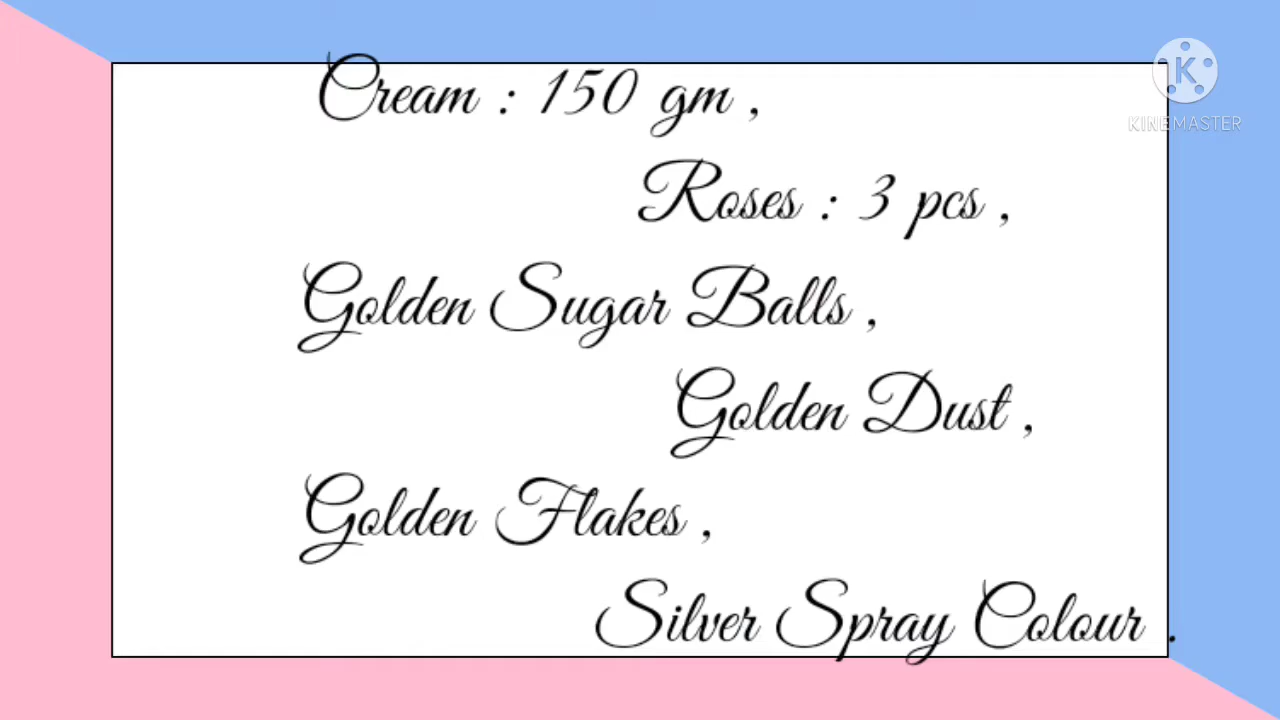 Cream : 150 gm ,
K
KINEMASTER
Roses : 3 pcs ,
Golden Sugar Balls ,
Golden Dust ,
Golden Flakes ,
Silver Spray Colour .